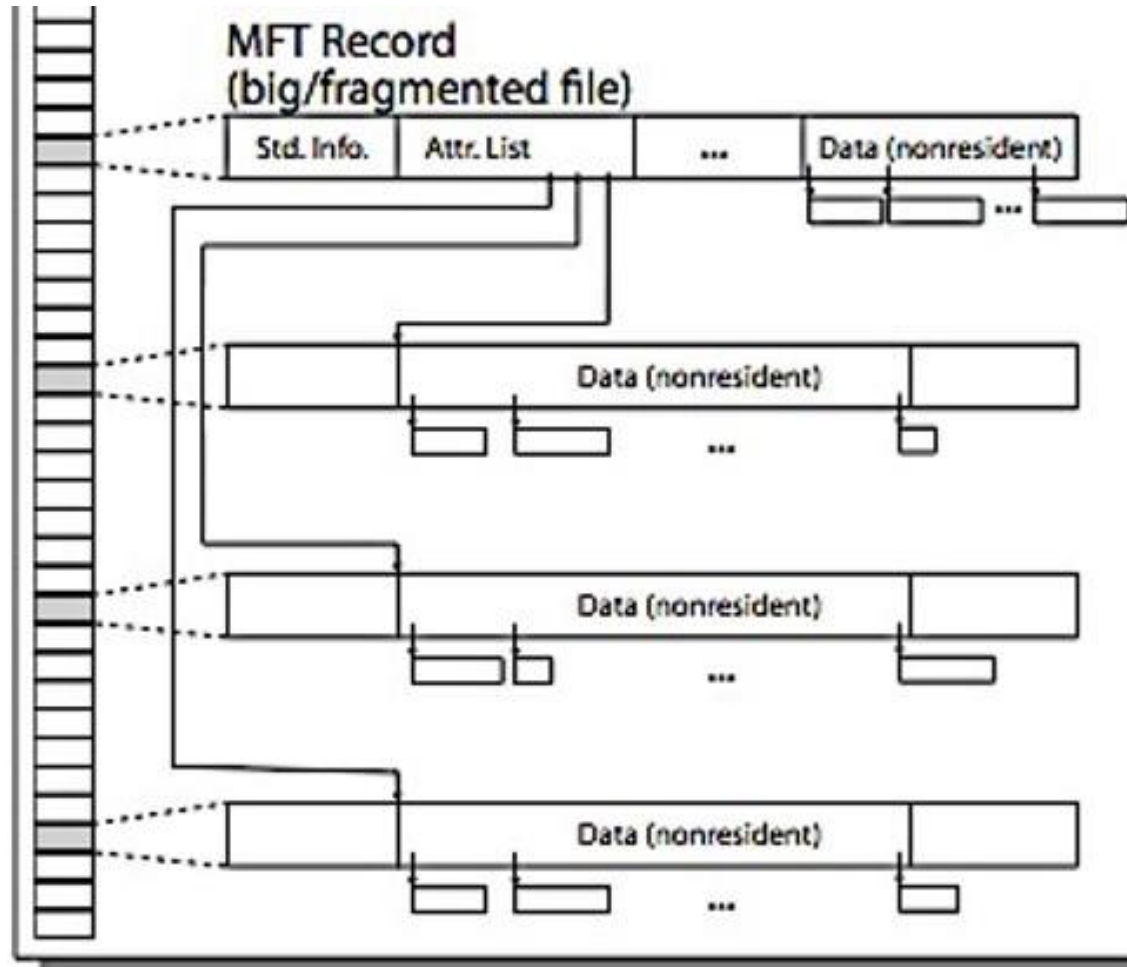 MFT Record
(big/fragmented file)
Std. Info. Attr. List ... Data (nonresident)
...
Data (nonresident)
...
Data (nonresident)
...
Data (nonresident)
...